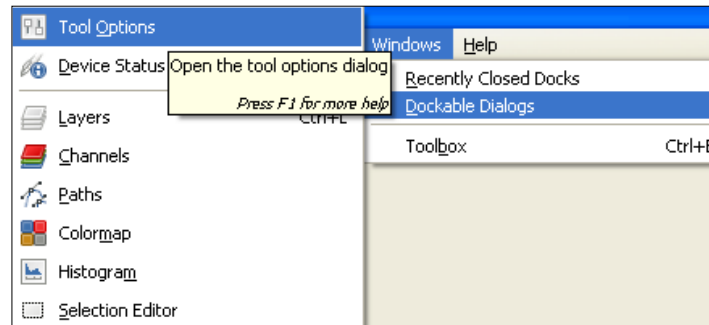 Tool Options
Device Status
Open the tool options dialog
Press F1 for more help
Layers
Channels
Paths
Colormap
Histogram
Selection Editor
Windows Help
Recently Closed Docks
Dockable Dialogs
Toolbox